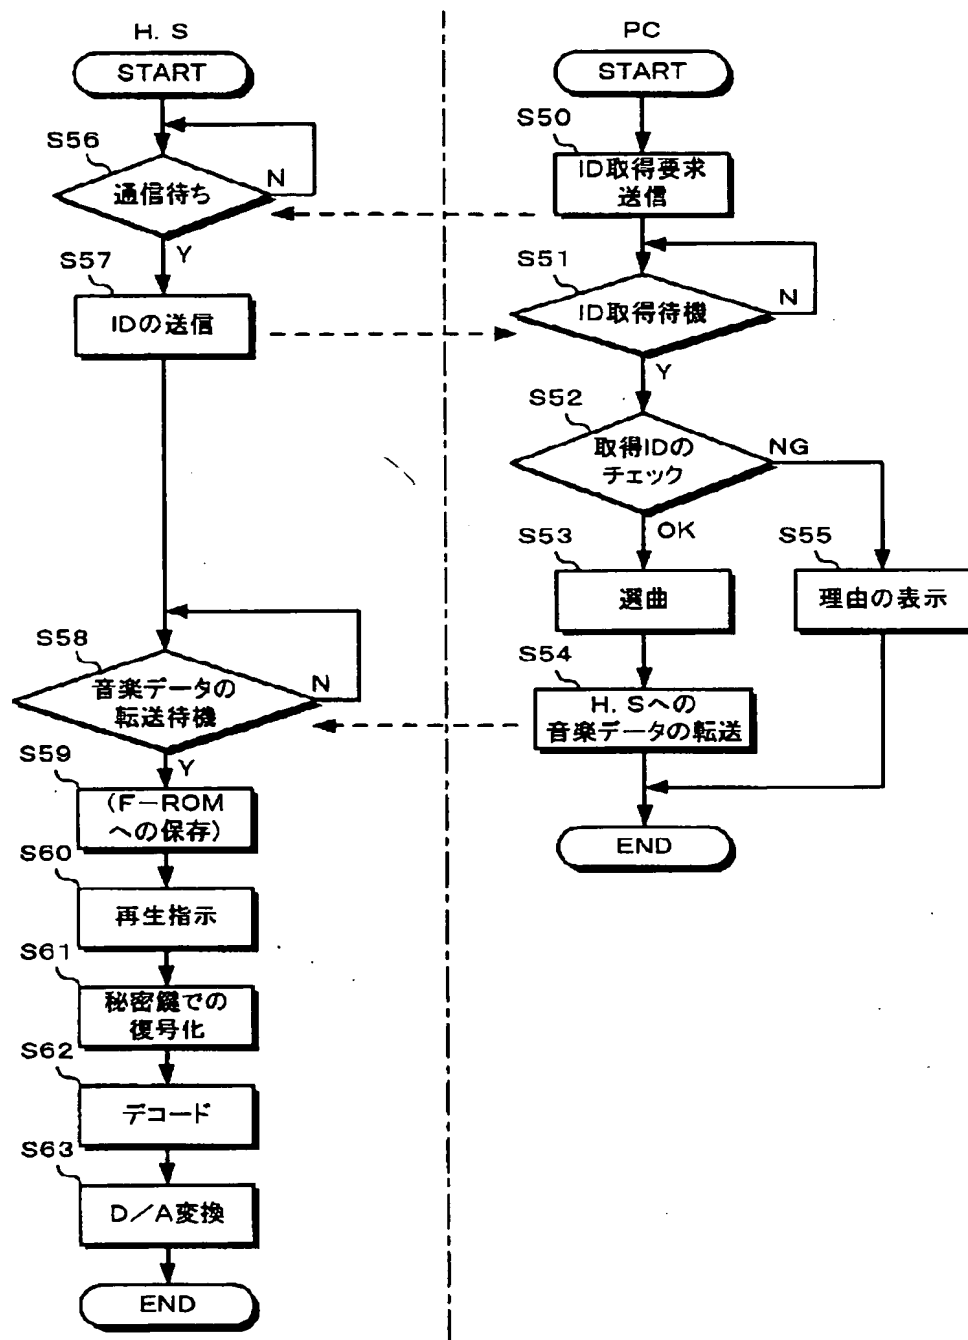 H. S
START
S56
通信待ち
N
Y
S57
IDの送信
S58
音楽データの
転送待機
N
Y
S59
(F－ROM
への保存)
S60
再生指示
S61
秘密鍵での
復号化
S62
デコード
S63
D／A変換
END
PC
START
S50
ID取得要求
送信
S51
ID取得待機
N
Y
S52
取得IDの
チェック
NG
OK
S53
選曲
S55
理由の表示
S54
H. Sへの
音楽データの転送
END